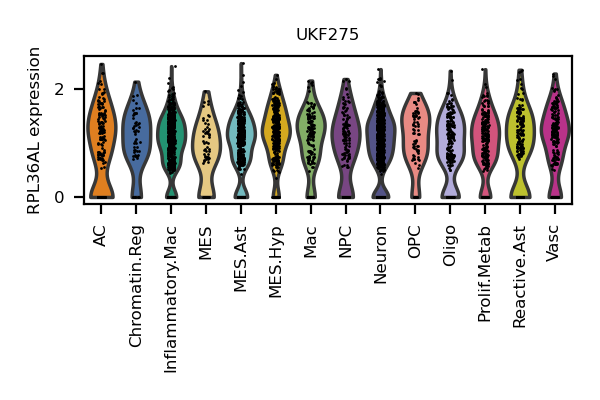 UKF275
RPL36AL expression
2
0
AC
Chromatin.Reg
Inflammatory.Mac
MES
MES.Ast
MES.Hyp
Mac
NPC
Neuron
OPC
Oligo
Prolif.Metab
Reactive.Ast
Vasc